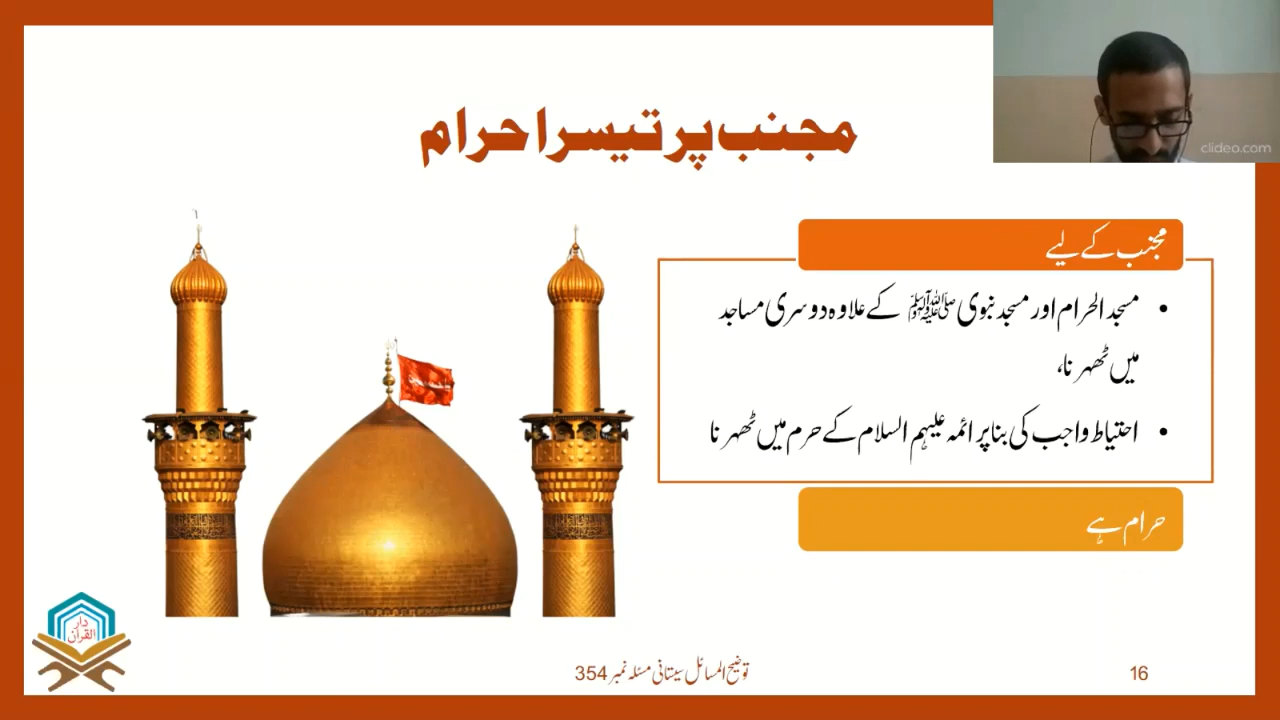 clideo.com
مجنب پر تیسرا حرام
مجنب کے لیے
• مسجد الحرام اور مسجد نبوی ﷺ کے علاوہ دوسری مساجد
میں ٹھہرنا،
• احتیاط واجب کی بنا پر ائمہ علیہم السلام کے حرم میں ٹھہرنا
حرام ہے
دار
القرآن
توضیح المسائل سیستانی مسئلہ نمبر 354
16